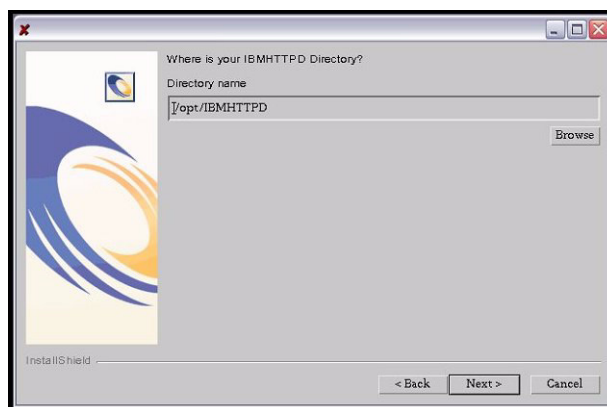 Where is your IBMHTTPD Directory?
Directory name
/opt/IBMHTTPD
Browse
InstallShield
< Back
Next >
Cancel